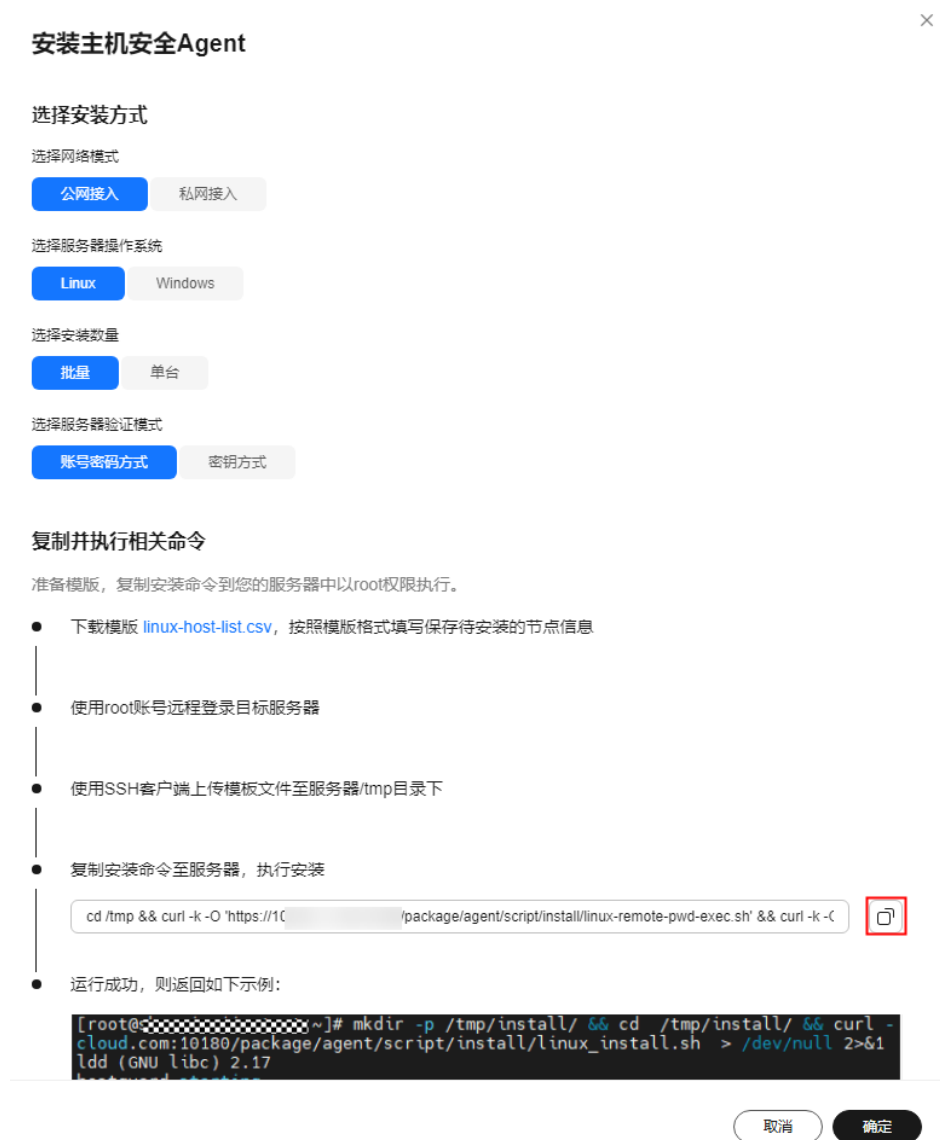 安装主机安全Agent
选择安装方式
选择网络模式
公网接入 私网接入
选择服务器操作系统
Linux Windows
选择安装数量
批量 单台
选择服务器验证模式
账号密码方式 密钥方式
复制并执行相关命令
准备模版，复制安装命令到您的服务器中以root权限执行。
下载模版 linux-host-list.csv，按照模版格式填写保存待安装的节点信息
使用root账号远程登录目标服务器
使用SSH客户端上传模板文件至服务器/tmp目录下
复制安装命令至服务器，执行安装
cd /tmp && curl -k -O 'https://10 /package/agent/script/install/linux-remote-pwd-exec.sh' && curl -k -
运行成功，则返回如下示例：
[root@s ~]# mkdir -p /tmp/install/ && cd /tmp/install/ && curl -
cloud.com:10180/package/agent/script/install/linux_install.sh > /dev/null 2>&1
ldd (GNU libc) 2.17
取消 确定